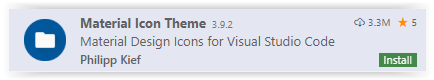 Material Icon Theme 3.9.2 3.3M 5
Material Design Icons for Visual Studio Code
Philipp Kief Install